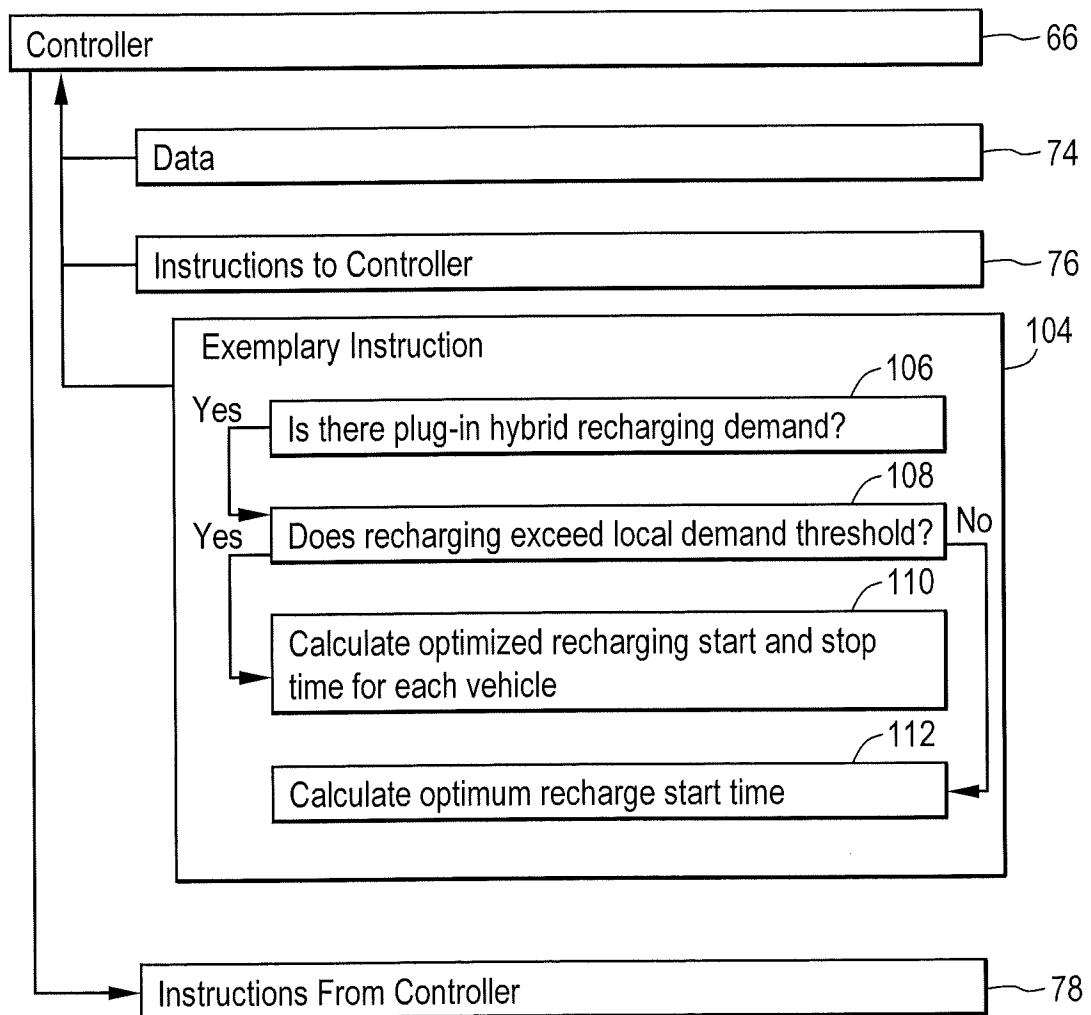 Controller
66
Data
74
Instructions to Controller
76
Exemplary Instruction
104
106
Yes
Is there plug-in hybrid recharging demand?
108
Yes
Does recharging exceed local demand threshold?
No
110
Calculate optimized recharging start and stop
time for each vehicle
112
Calculate optimum recharge start time
Instructions From Controller
78